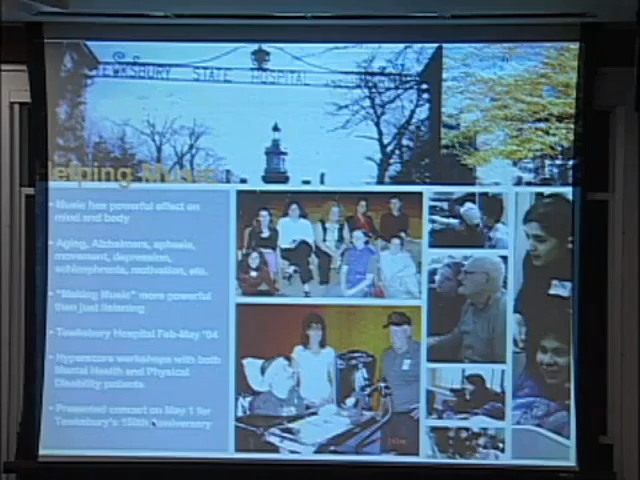 TEWKSBURY STATE HOSPITAL
Helping Music
• Music has powerful effect on
mind and body
• Aging, Alzheimers, aphasia,
movement, depression,
schizophrenia, motivation, etc.
• "Making Music" more powerful
than just listening
• Tewksbury Hospital Feb-May '04
• Hyperscore workshops with both
Mental Health and Physical
Disability patients
• Presented concert on May 1 for
Tewksbury's 150th anniversary